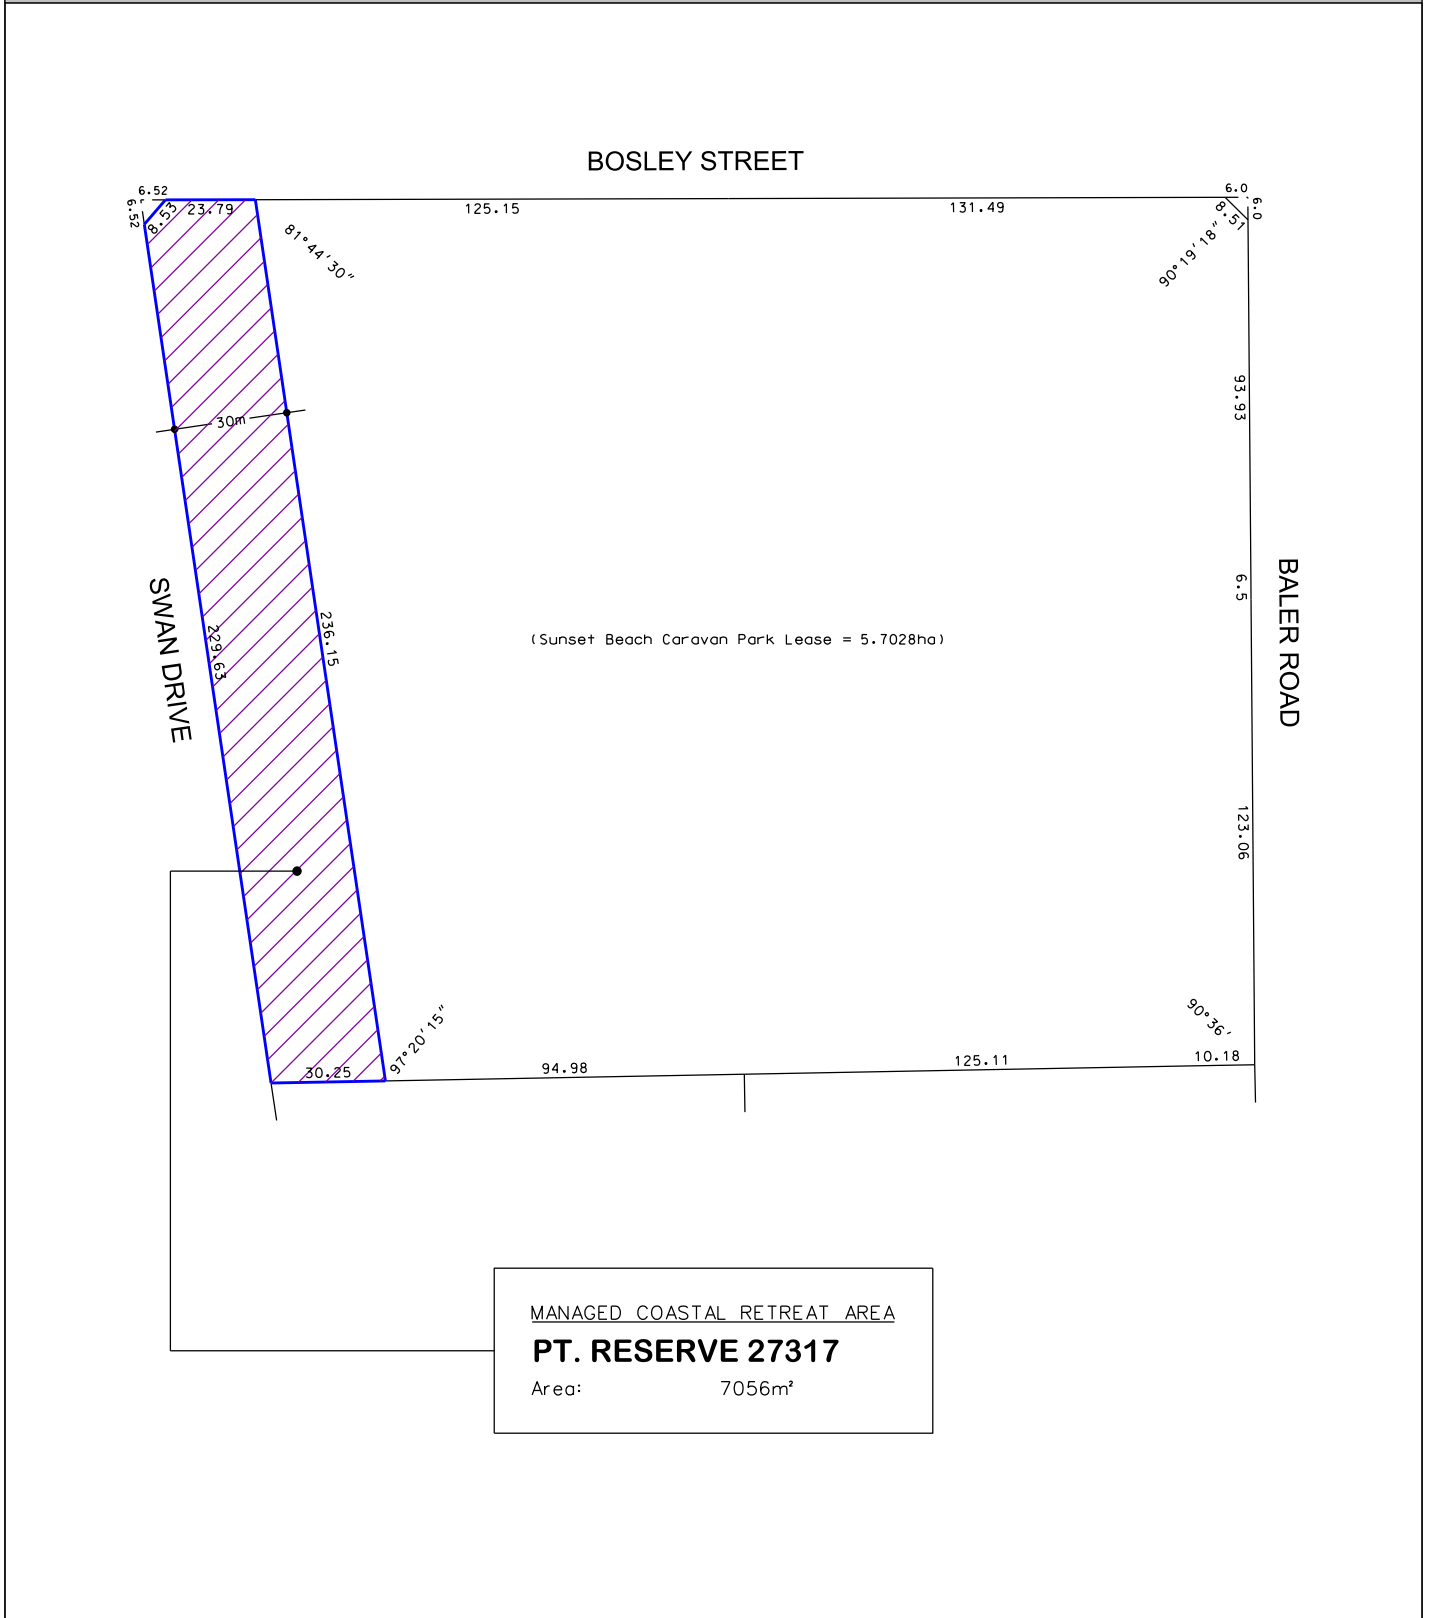 BOSLEY STREET
6.52
6.52
8.53
23.79
125.15
131.49
6.0
6.0
8.51
81°44'30"
90°19'18"
93.93
30m
6.5
BALER ROAD
SWAN DRIVE
229.63
236.15
(Sunset Beach Caravan Park Lease = 5.7028ha)
123.06
97°20'15"
90°36'
30.25
94.98
125.11
10.18
MANAGED COASTAL RETREAT AREA
PT. RESERVE 27317
Area: 7056m²